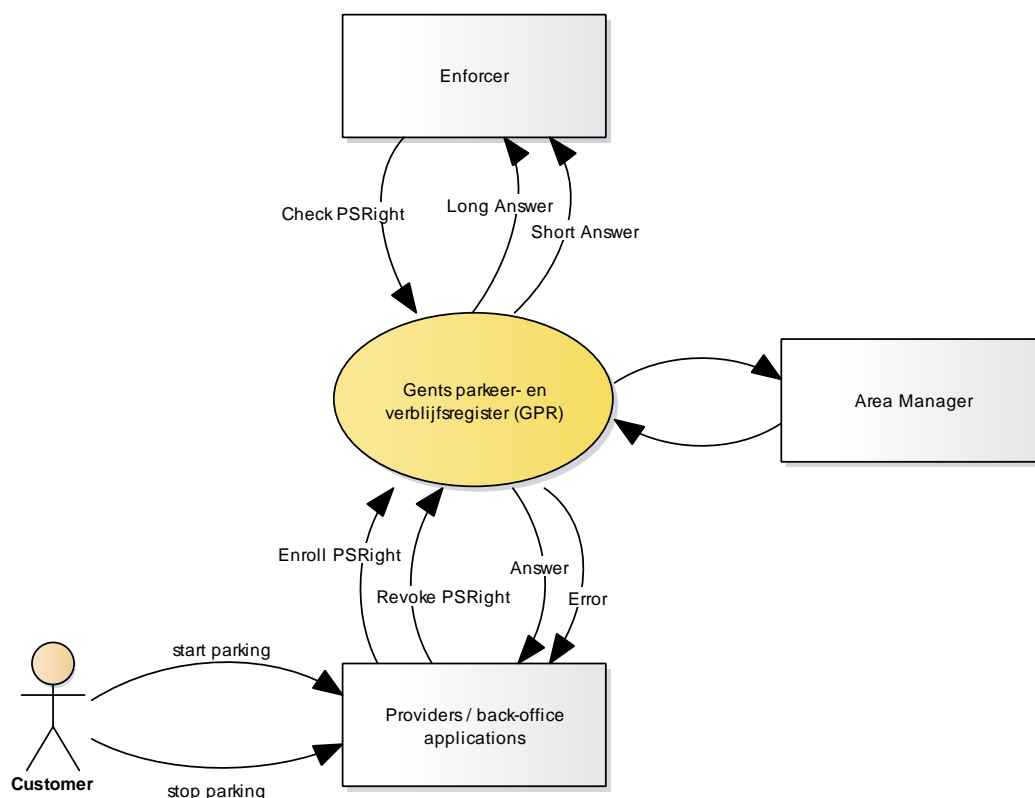 Enforcer
Check PSRight
Long Answer
Short Answer
Gents parkeer- en
verblijfsregister (GPR)
Area Manager
Enroll PSRight
Revoke PSRight
Answer
Error
start parking
Providers / back-office
applications
Customer
stop parking